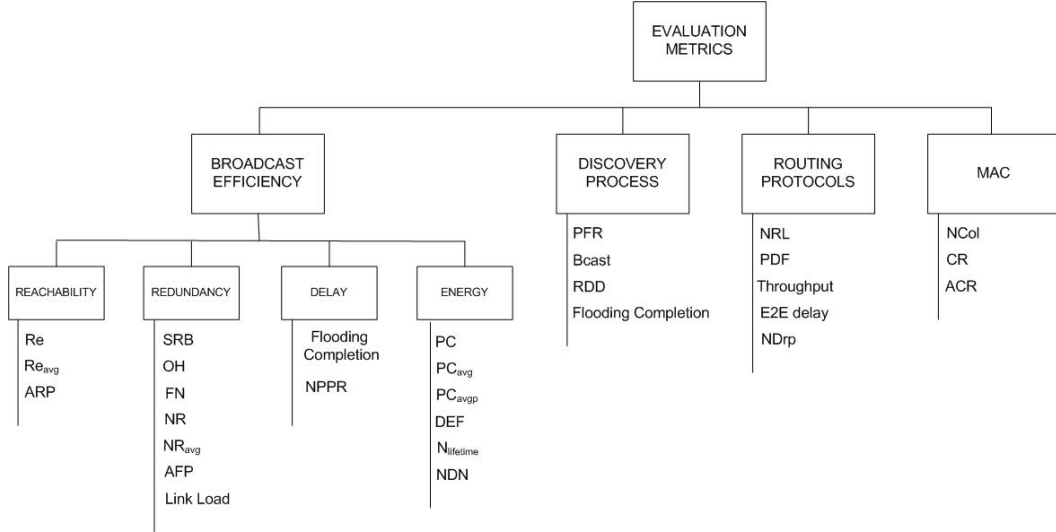 EVALUATION
METRICS
BROADCAST
EFFICIENCY
DISCOVERY
PROCESS
ROUTING
PROTOCOLS
MAC
PFR
Bcast
RDD
Flooding Completion
NRL
PDF
Throughput
E2E delay
NDrp
NCol
CR
ACR
REACHABILITY
REDUNDANCY
DELAY
ENERGY
Re
Reavg
ARP
SRB
OH
FN
NR
NRavg
AFP
Link Load
Flooding
Completion
NPPR
PC
PCavg
PCavgp
DEF
Nlifetime
NDN